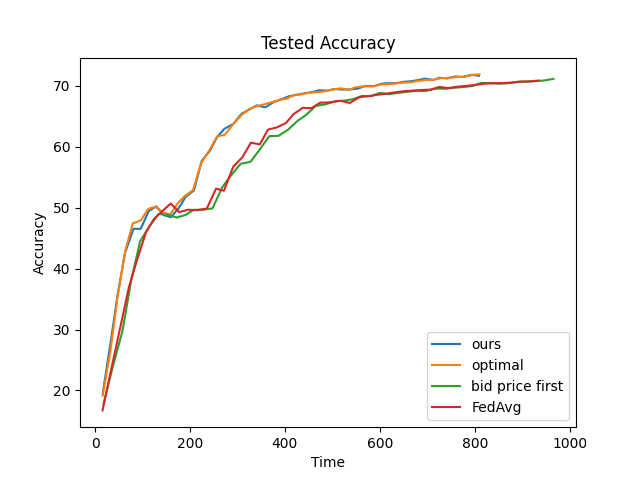 Tested Accuracy
Accuracy
70
60
50
40
30
20
0 200 400 600 800 1000
Time
ours
optimal
bid price first
FedAvg